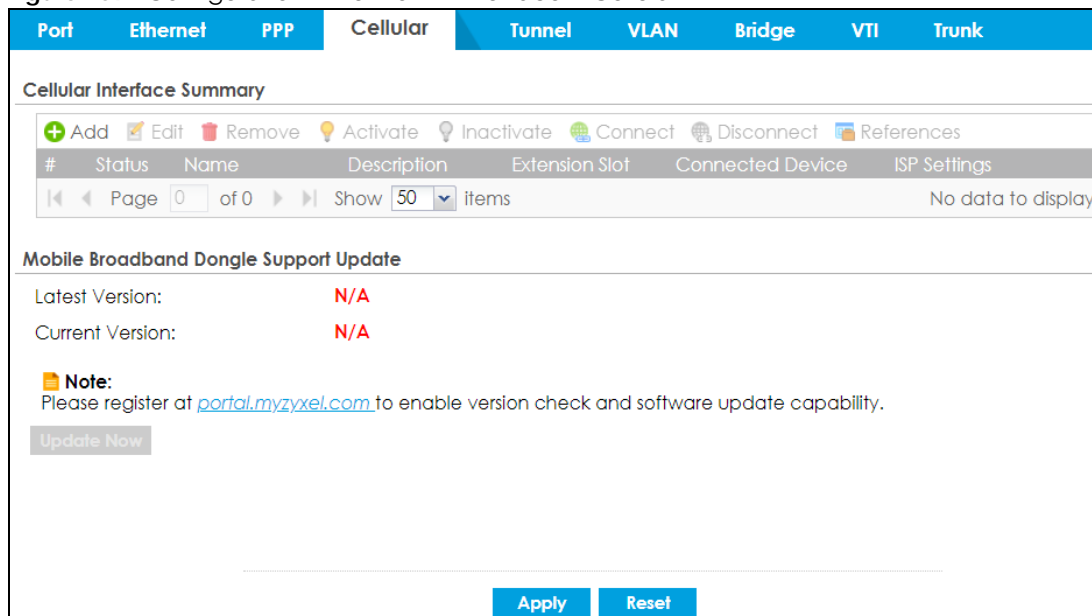 Port Ethernet PPP Cellular Tunnel VLAN Bridge VTI Trunk
Cellular Interface Summary
Add Edit Remove Activate Inactivate Connect Disconnect References
# Status Name Description Extension Slot Connected Device ISP Settings
Page 0 of 0 Show 50 items No data to display
Mobile Broadband Dongle Support Update
Latest Version: N/A
Current Version: N/A
Note:
Please register at portal.myzyxel.com to enable version check and software update capability.
Update Now
Apply Reset